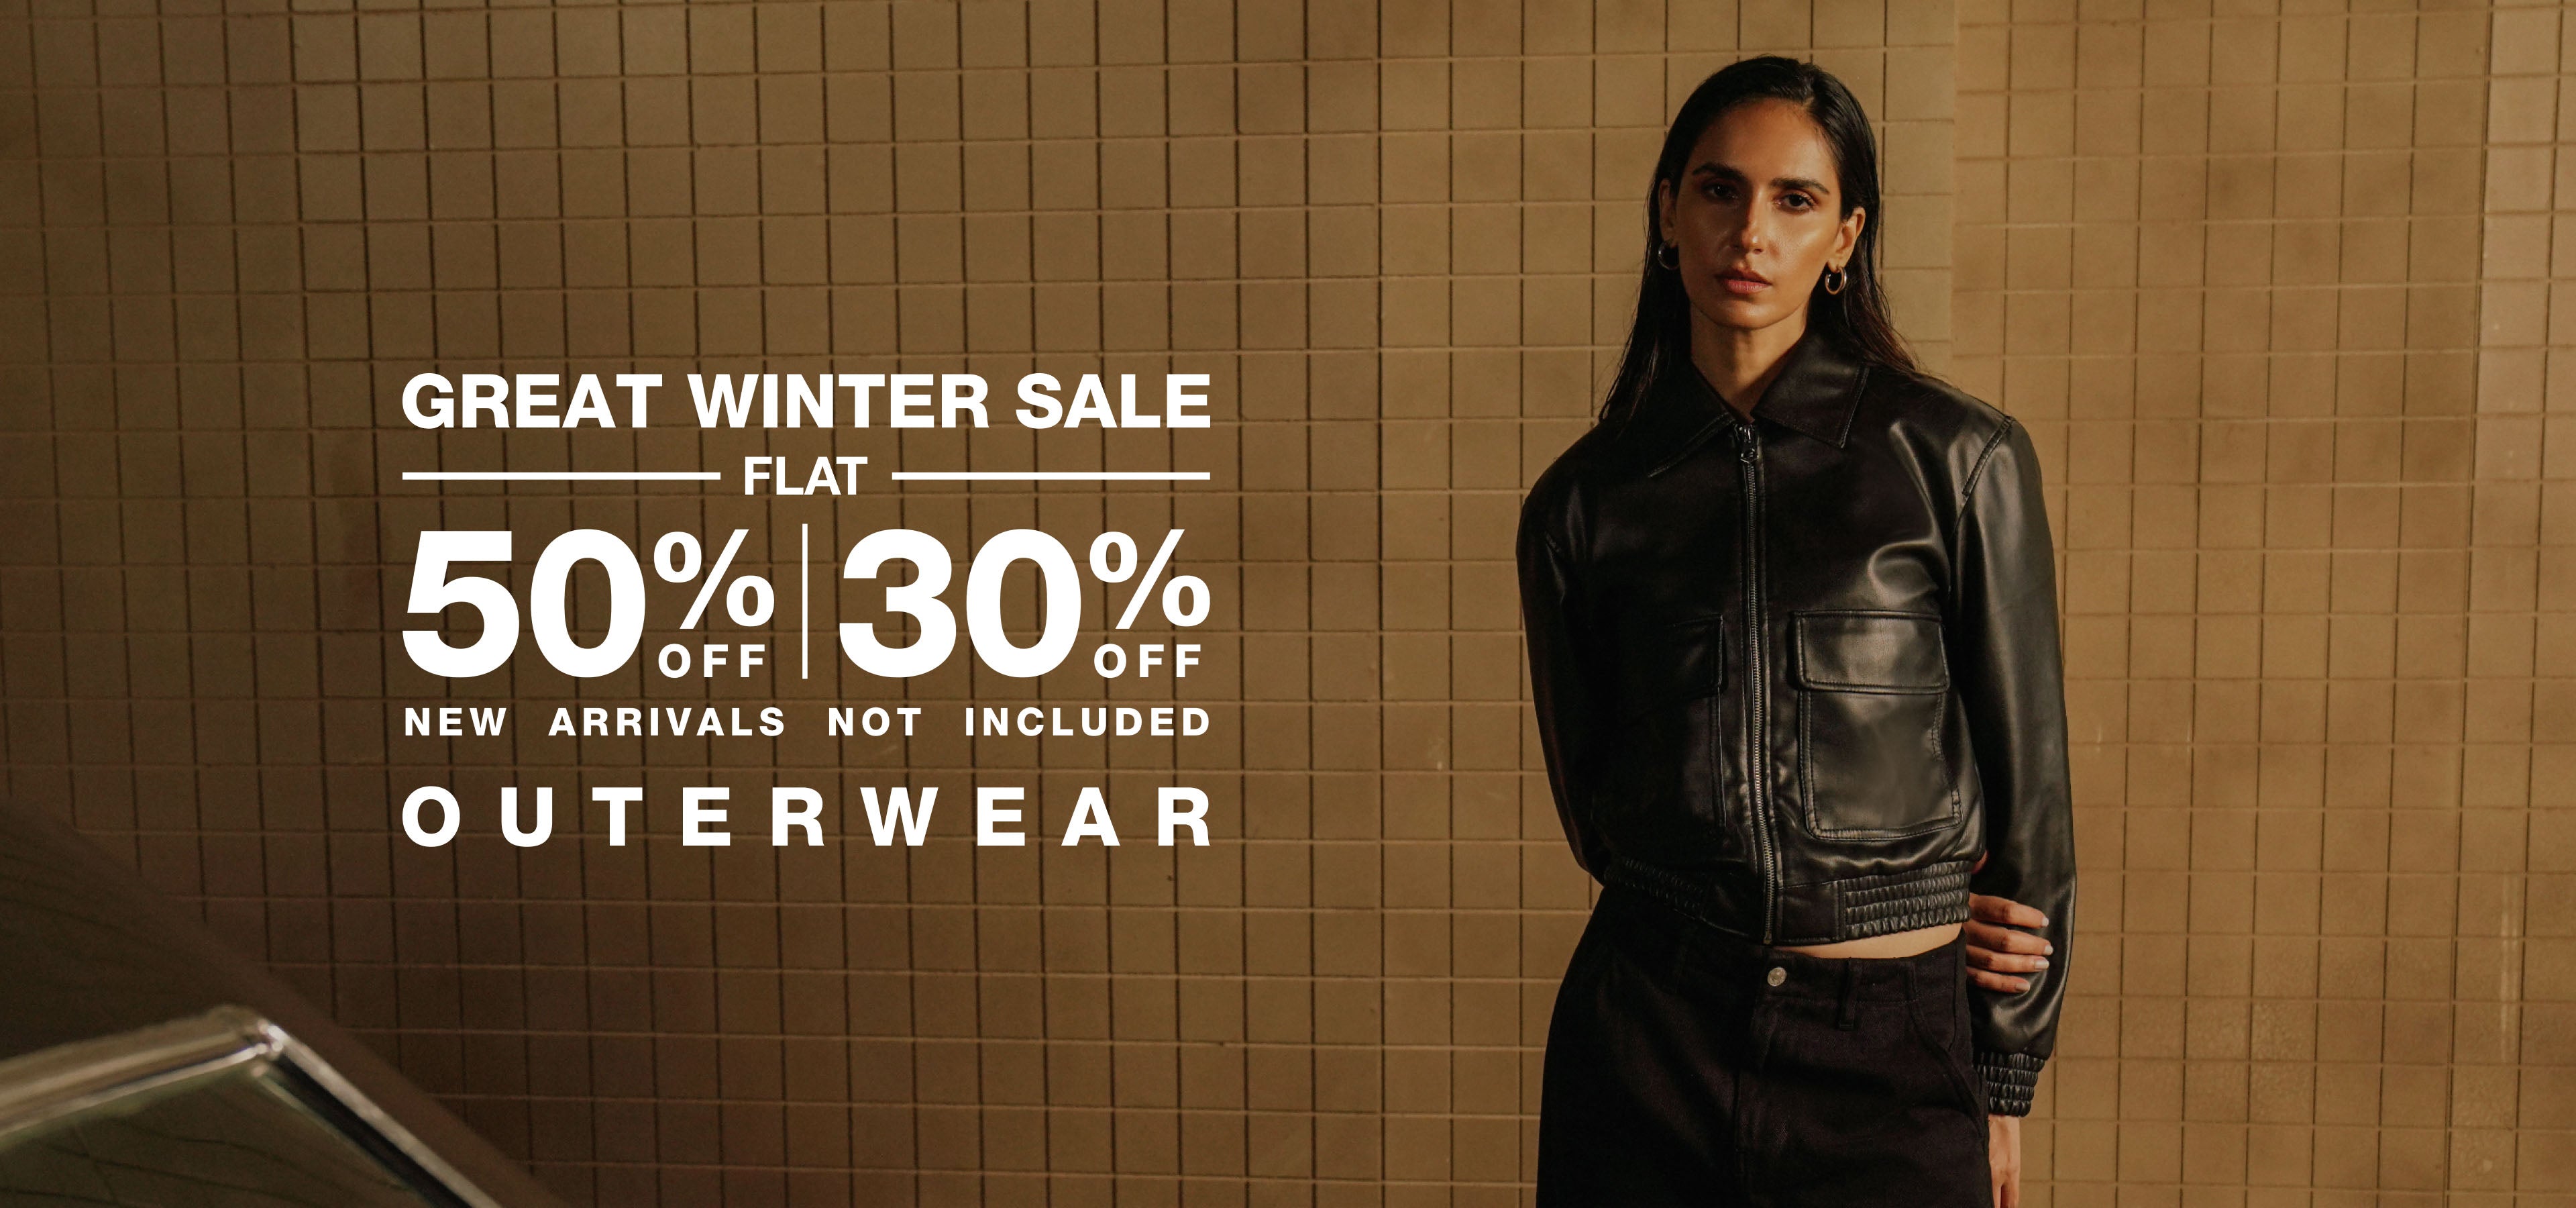 GREAT WINTER SALE
FLAT
50% OFF | 30% OFF
NEW ARRIVALS NOT INCLUDED
OUTERWEAR